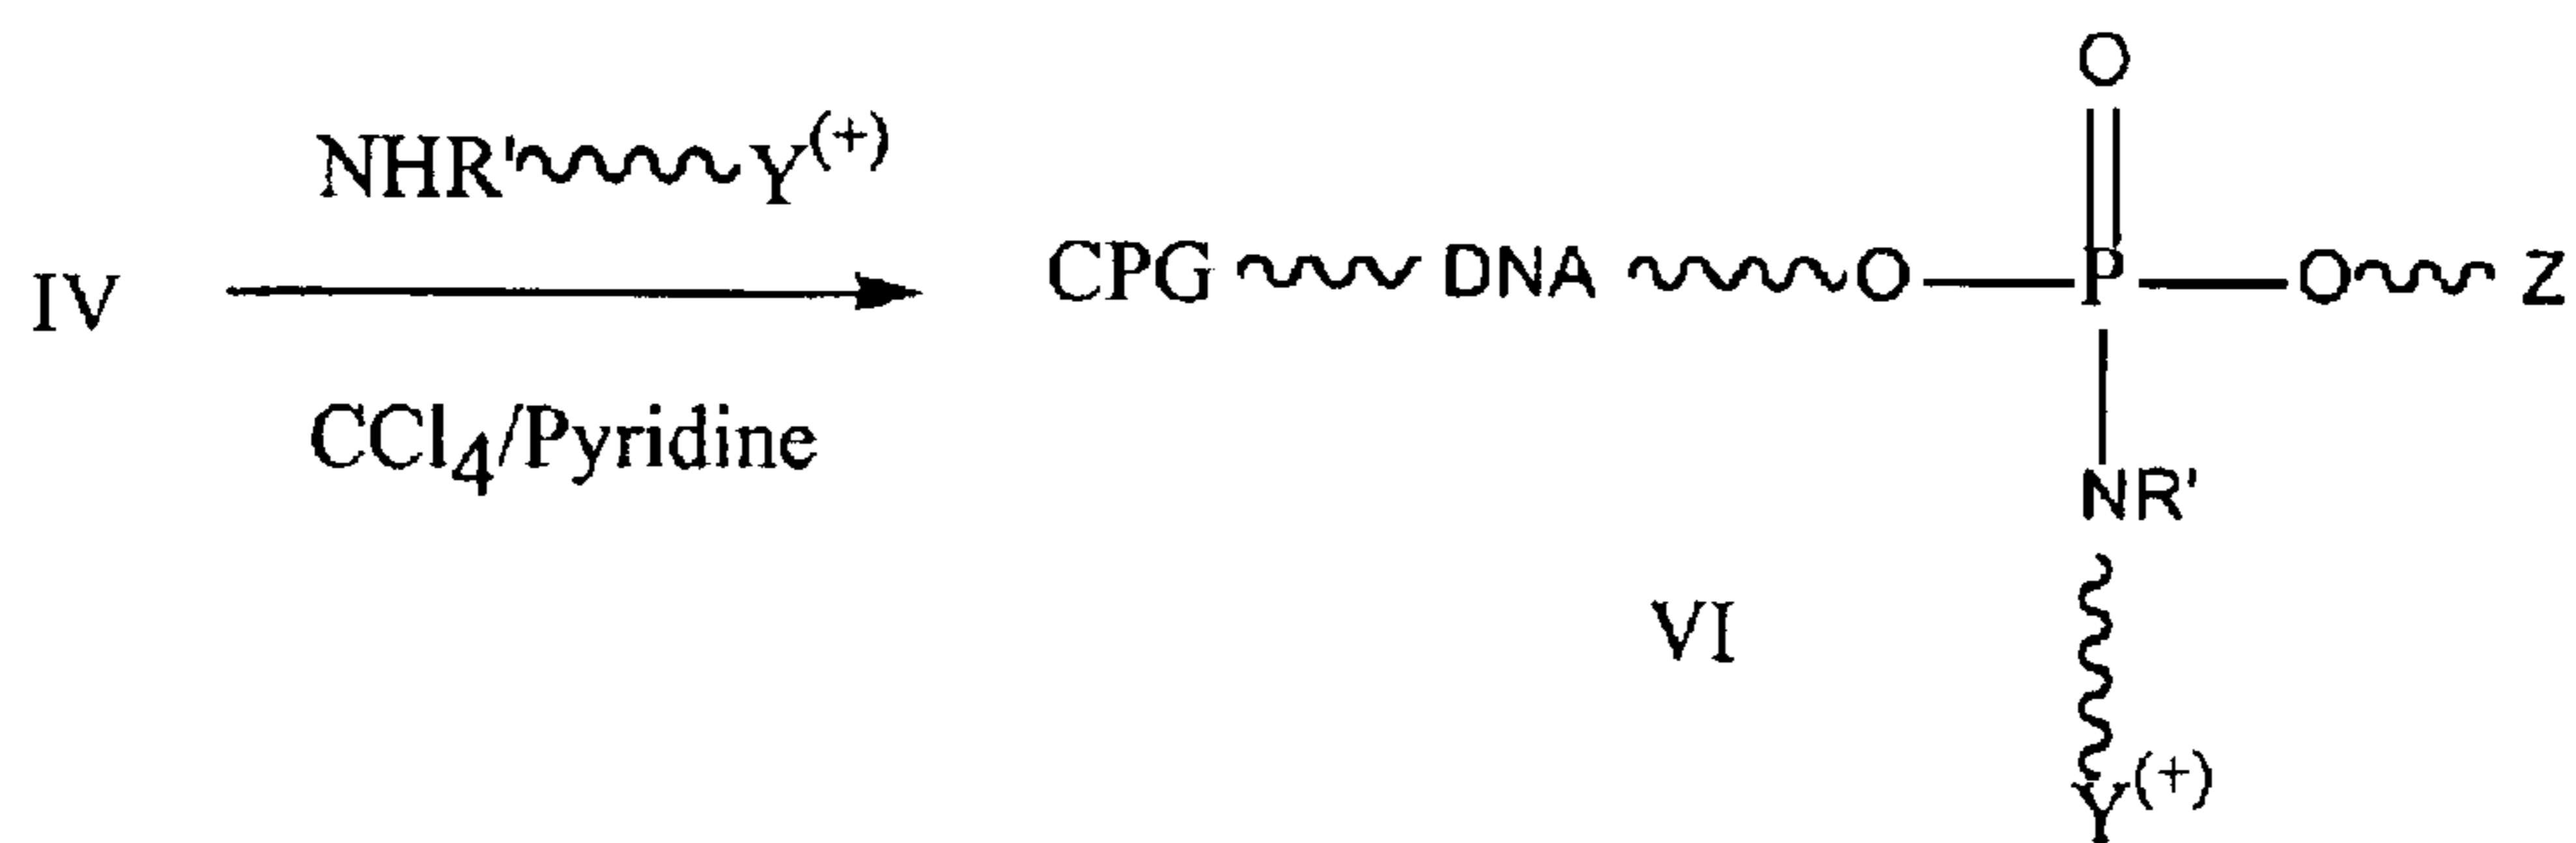 O
NHR' Y(+)
IV CPG DNA O P O Z
CCl4/Pyridine
NR'
VI
Y(+)